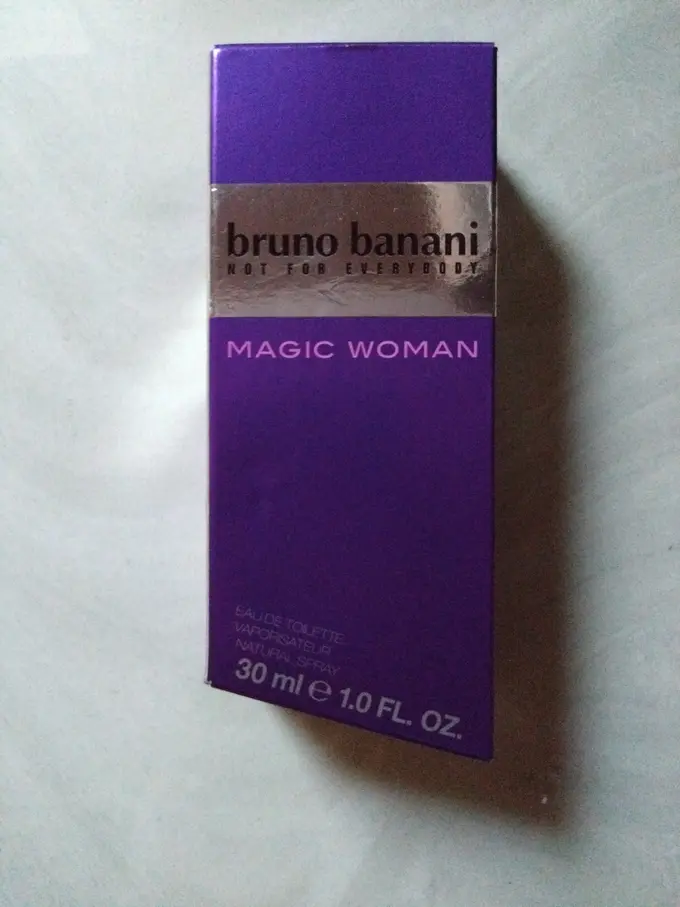 bruno banani
NOT FOR EVERYBODY
MAGIC WOMAN
EAU DE TOILETTE
VAPORISATEUR
NATURAL SPRAY
30 ml ℮ 1.0 FL. OZ.